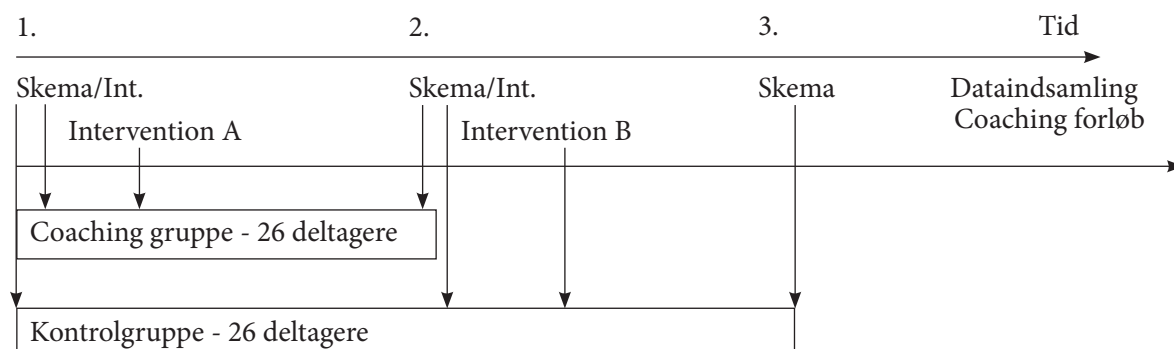 1. 2. 3. Tid
Skema/Int. Skema/Int. Skema Dataindsamling
Coaching forløb
Intervention A Intervention B
Coaching gruppe - 26 deltagere
Kontrolgruppe - 26 deltagere